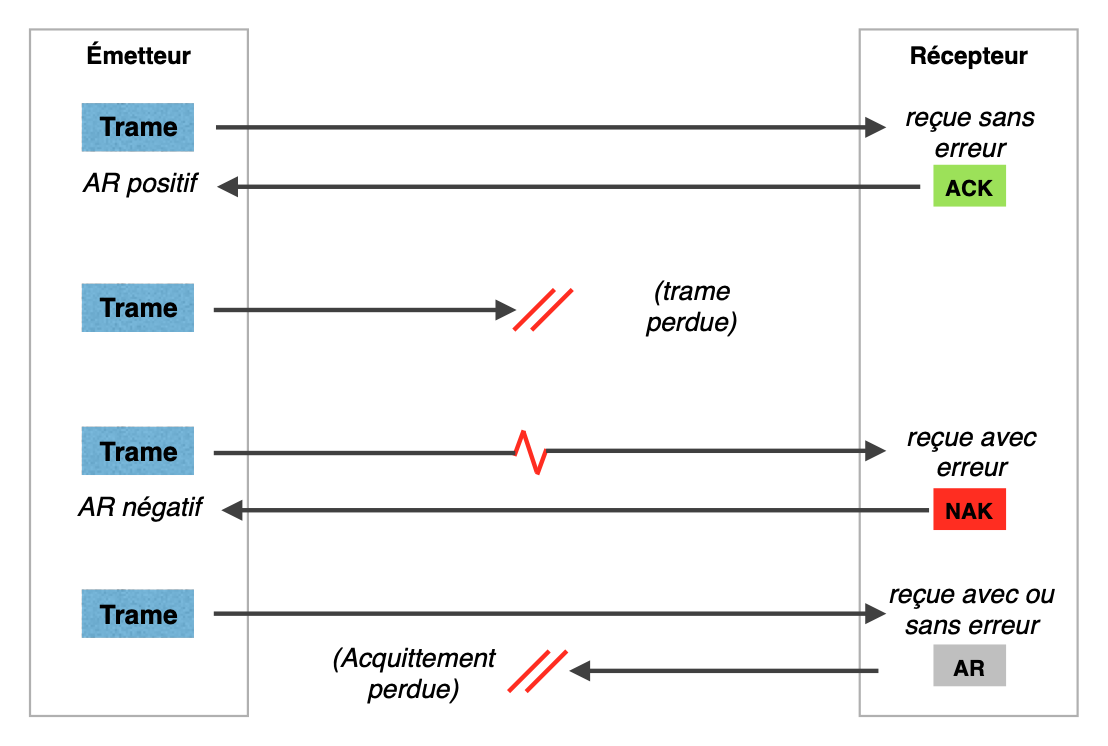 Émetteur
Récepteur
Trame
reçue sans
erreur
AR positif
ACK
Trame
(trame
perdue)
Trame
reçue avec
erreur
AR négatif
NAK
Trame
reçue avec ou
sans erreur
(Acquittement
perdue)
AR